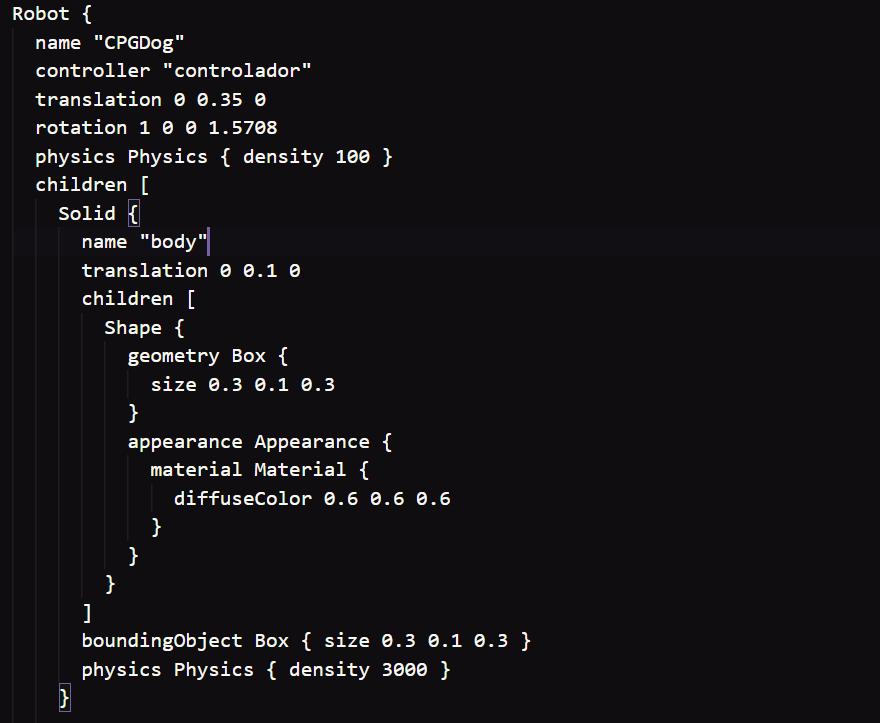 Robot {
  name "CPGDog"
  controller "controlador"
  translation 0 0.35 0
  rotation 1 0 0 1.5708
  physics Physics { density 100 }
  children [
    Solid {
      name "body"
      translation 0 0.1 0
      children [
        Shape {
          geometry Box {
            size 0.3 0.1 0.3
          }
          appearance Appearance {
            material Material {
              diffuseColor 0.6 0.6 0.6
            }
          }
        }
      ]
      boundingObject Box { size 0.3 0.1 0.3 }
      physics Physics { density 3000 }
    }